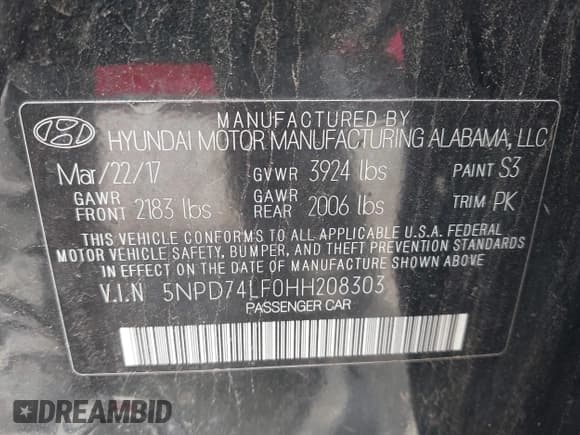 MANUFACTURED BY
HYUNDAI MOTOR MANUFACTURING ALABAMA, LLC
Mar/22/17 GVWR 3924 lbs PAINT S3
GAWR FRONT 2183 lbs GAWR REAR 2006 lbs TRIM PK
THIS VEHICLE CONFORMS TO ALL APPLICABLE U.S.A. FEDERAL
MOTOR VEHICLE SAFETY, BUMPER, AND THEFT PREVENTION STANDARDS
IN EFFECT ON THE DATE OF MANUFACTURE SHOWN ABOVE
V.I.N 5NPD74LF0HH208303
PASSENGER CAR
DREAMBID